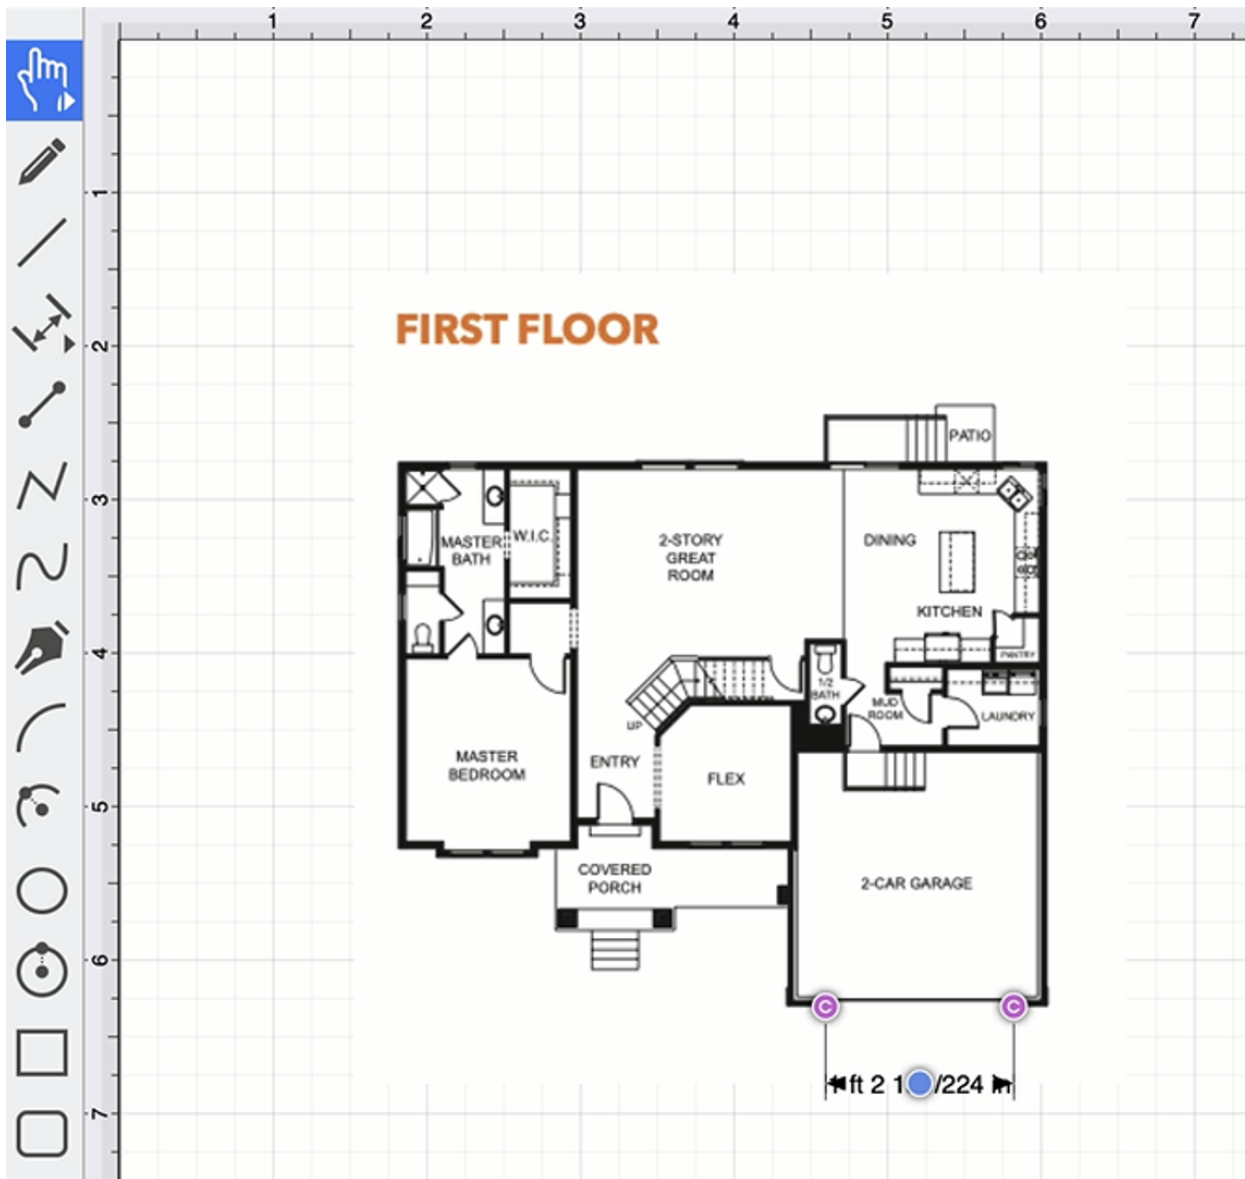 1 2 3 4 5 6 7
1
2
3
4
5
6
7
FIRST FLOOR
PATIO
MASTER
BATH
W.I.C.
2-STORY
GREAT
ROOM
DINING
KITCHEN
PANTRY
1/2
BATH
MUD
ROOM
LAUNDRY
UP
MASTER
BEDROOM
ENTRY
FLEX
COVERED
PORCH
2-CAR GARAGE
C C
ft 2 /224 in